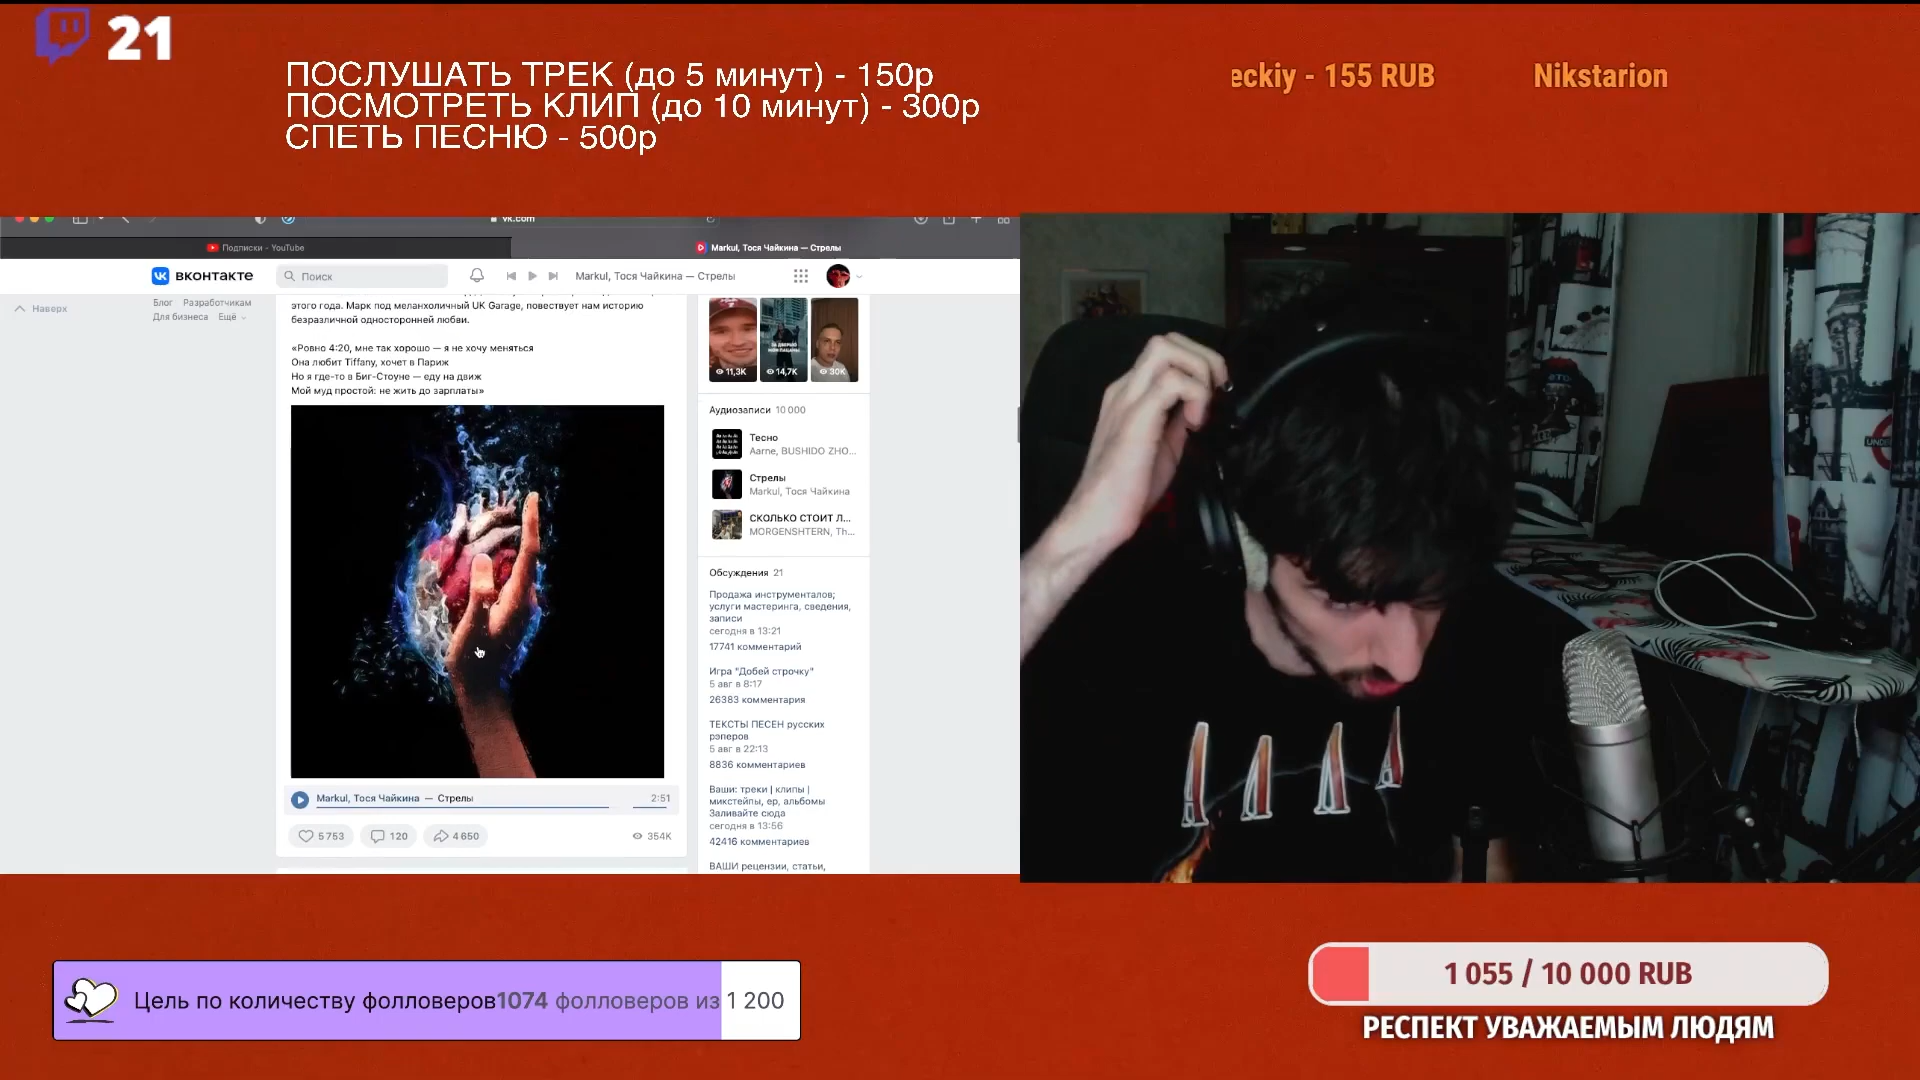 21
ПОСЛУШАТЬ ТРЕК (до 5 минут) - 150р
ПОСМОТРЕТЬ КЛИП (до 10 минут) - 300р
СПЕТЬ ПЕСНЮ - 500р
eckiy - 155 RUB
Nikstarion
vk.com
Подписки - YouTube
Markul, Тося Чайкина — Стрелы
ВКОНТАКТЕ
Поиск
Markul, Тося Чайкина — Стрелы
Наверх
Блог Разработчикам
Для бизнеса Ещё
этого года. Марк под меланхоличный UK Garage, повествует нам историю
безразличной односторонней любви.
«Ровно 4:20, мне так хорошо — я не хочу меняться
Она любит Tiffany, хочет в Париж
Но я где-то в Биг-Стоуне — еду на движ
Мой муд простой: не жить до зарплаты»
Markul, Тося Чайкина — Стрелы
2:51
5 753
120
4 650
354K
11,3K
14,7K
30K
Аудиозаписи 10 000
Тесно
Aarne, BUSHIDO ZHO...
Стрелы
Markul, Тося Чайкина
СКОЛЬКО СТОИТ Л...
MORGENSHTERN, Th...
Обсуждения 21
Продажа инструменталов;
услуги мастеринга, сведения,
записи
сегодня в 13:21
17741 комментарий
Игра "Добей строчку"
5 авг в 8:17
26383 комментария
ТЕКСТЫ ПЕСЕН русских
рэперов
5 авг в 22:13
8836 комментариев
Ваши: треки | клипы |
микстейпы, ep, альбомы
Заливайте сюда
сегодня в 13:56
42416 комментариев
ВАШИ рецензии, статьи,
Цель по количеству фолловеров1074 фолловеров из 1 200
1 055 / 10 000 RUB
РЕСПЕКТ УВАЖАЕМЫМ ЛЮДЯМ